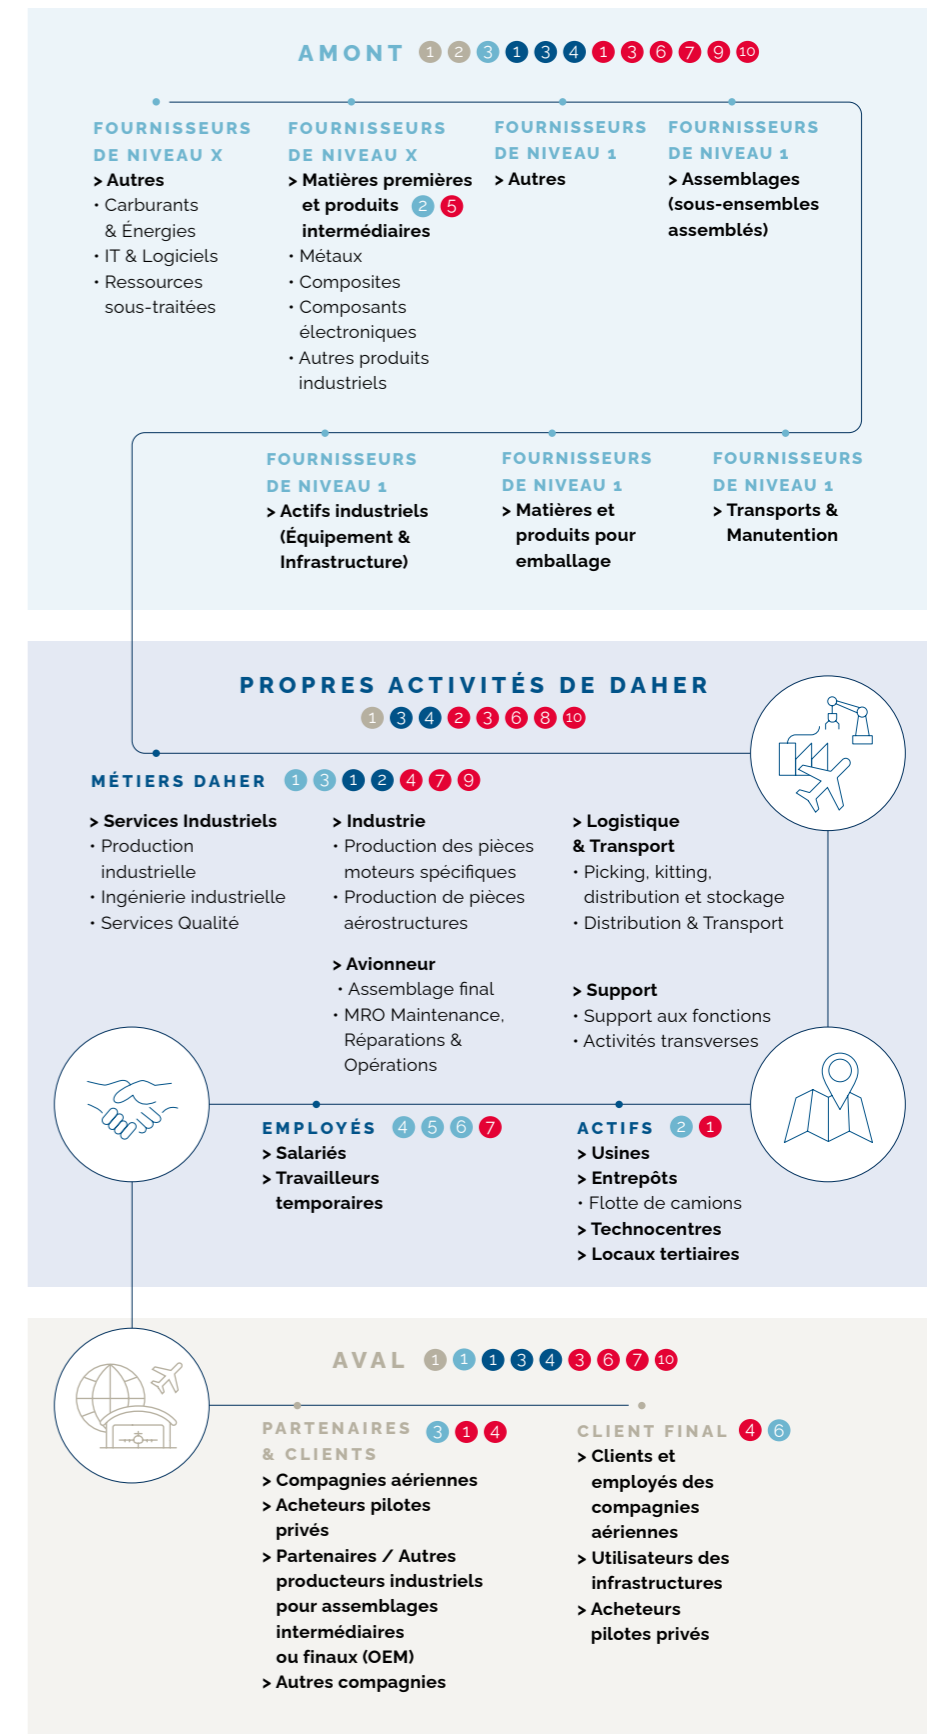 AMONT 1 2 3 1 3 4 1 3 6 7 9 10
FOURNISSEURS
DE NIVEAU X
> Autres
• Carburants
& Énergies
• IT & Logiciels
• Ressources
sous-traitées
FOURNISSEURS
DE NIVEAU X
> Matières premières
et produits 2 5
intermédiaires
• Métaux
• Composites
• Composants
électroniques
• Autres produits
industriels
FOURNISSEURS
DE NIVEAU 1
> Autres
FOURNISSEURS
DE NIVEAU 1
> Assemblages
(sous-ensembles
assemblés)
FOURNISSEURS
DE NIVEAU 1
> Actifs industriels
(Équipement &
Infrastructure)
FOURNISSEURS
DE NIVEAU 1
> Matières et
produits pour
emballage
FOURNISSEURS
DE NIVEAU 1
> Transports &
Manutention
PROPRES ACTIVITÉS DE DAHER
1 3 4 2 3 6 8 10
MÉTIERS DAHER 1 3 1 2 4 7 9
> Services Industriels
• Production
industrielle
• Ingénierie industrielle
• Services Qualité
> Industrie
• Production des pièces
moteurs spécifiques
• Production de pièces
aérostructures
> Avionneur
• Assemblage final
• MRO Maintenance,
Réparations &
Opérations
> Logistique
& Transport
• Picking, kitting,
distribution et stockage
• Distribution & Transport
> Support
• Support aux fonctions
• Activités transverses
EMPLOYÉS 4 5 6 7
> Salariés
> Travailleurs
temporaires
ACTIFS 2 1
> Usines
> Entrepôts
• Flotte de camions
> Technocentres
> Locaux tertiaires
AVAL 1 1 1 3 4 3 6 7 10
PARTENAIRES 3 1 4
& CLIENTS
> Compagnies aériennes
> Acheteurs pilotes
privés
> Partenaires / Autres
producteurs industriels
pour assemblages
intermédiaires
ou finaux (OEM)
> Autres compagnies
CLIENT FINAL 4 6
> Clients et
employés des
compagnies
aériennes
> Utilisateurs des
infrastructures
> Acheteurs
pilotes privés